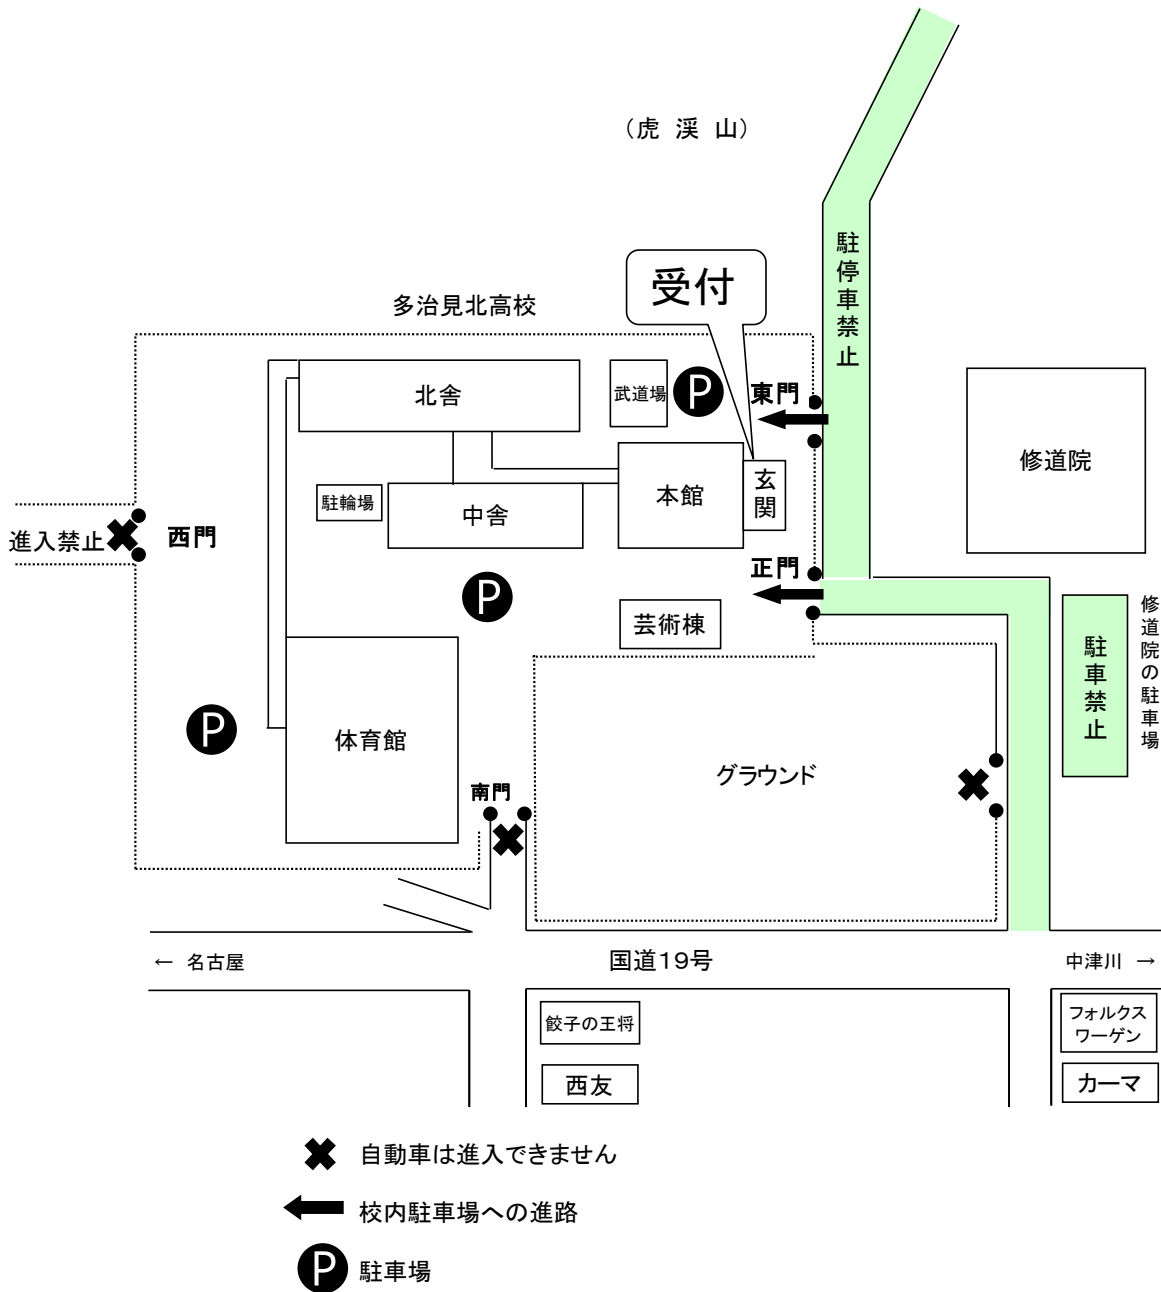 （虎 渓 山）
駐停車禁止
受付
多治見北高校
北舎
武道場
P
東門
修道院
本館
玄関
駐輪場
中舎
進入禁止
西門
正門
P
芸術棟
駐車禁止
修道院の駐車場
P
体育館
グラウンド
南門
← 名古屋
国道19号
中津川 →
餃子の王将
フォルクス
ワーゲン
西友
カーマ
自動車は進入できません
校内駐車場への進路
P 駐車場